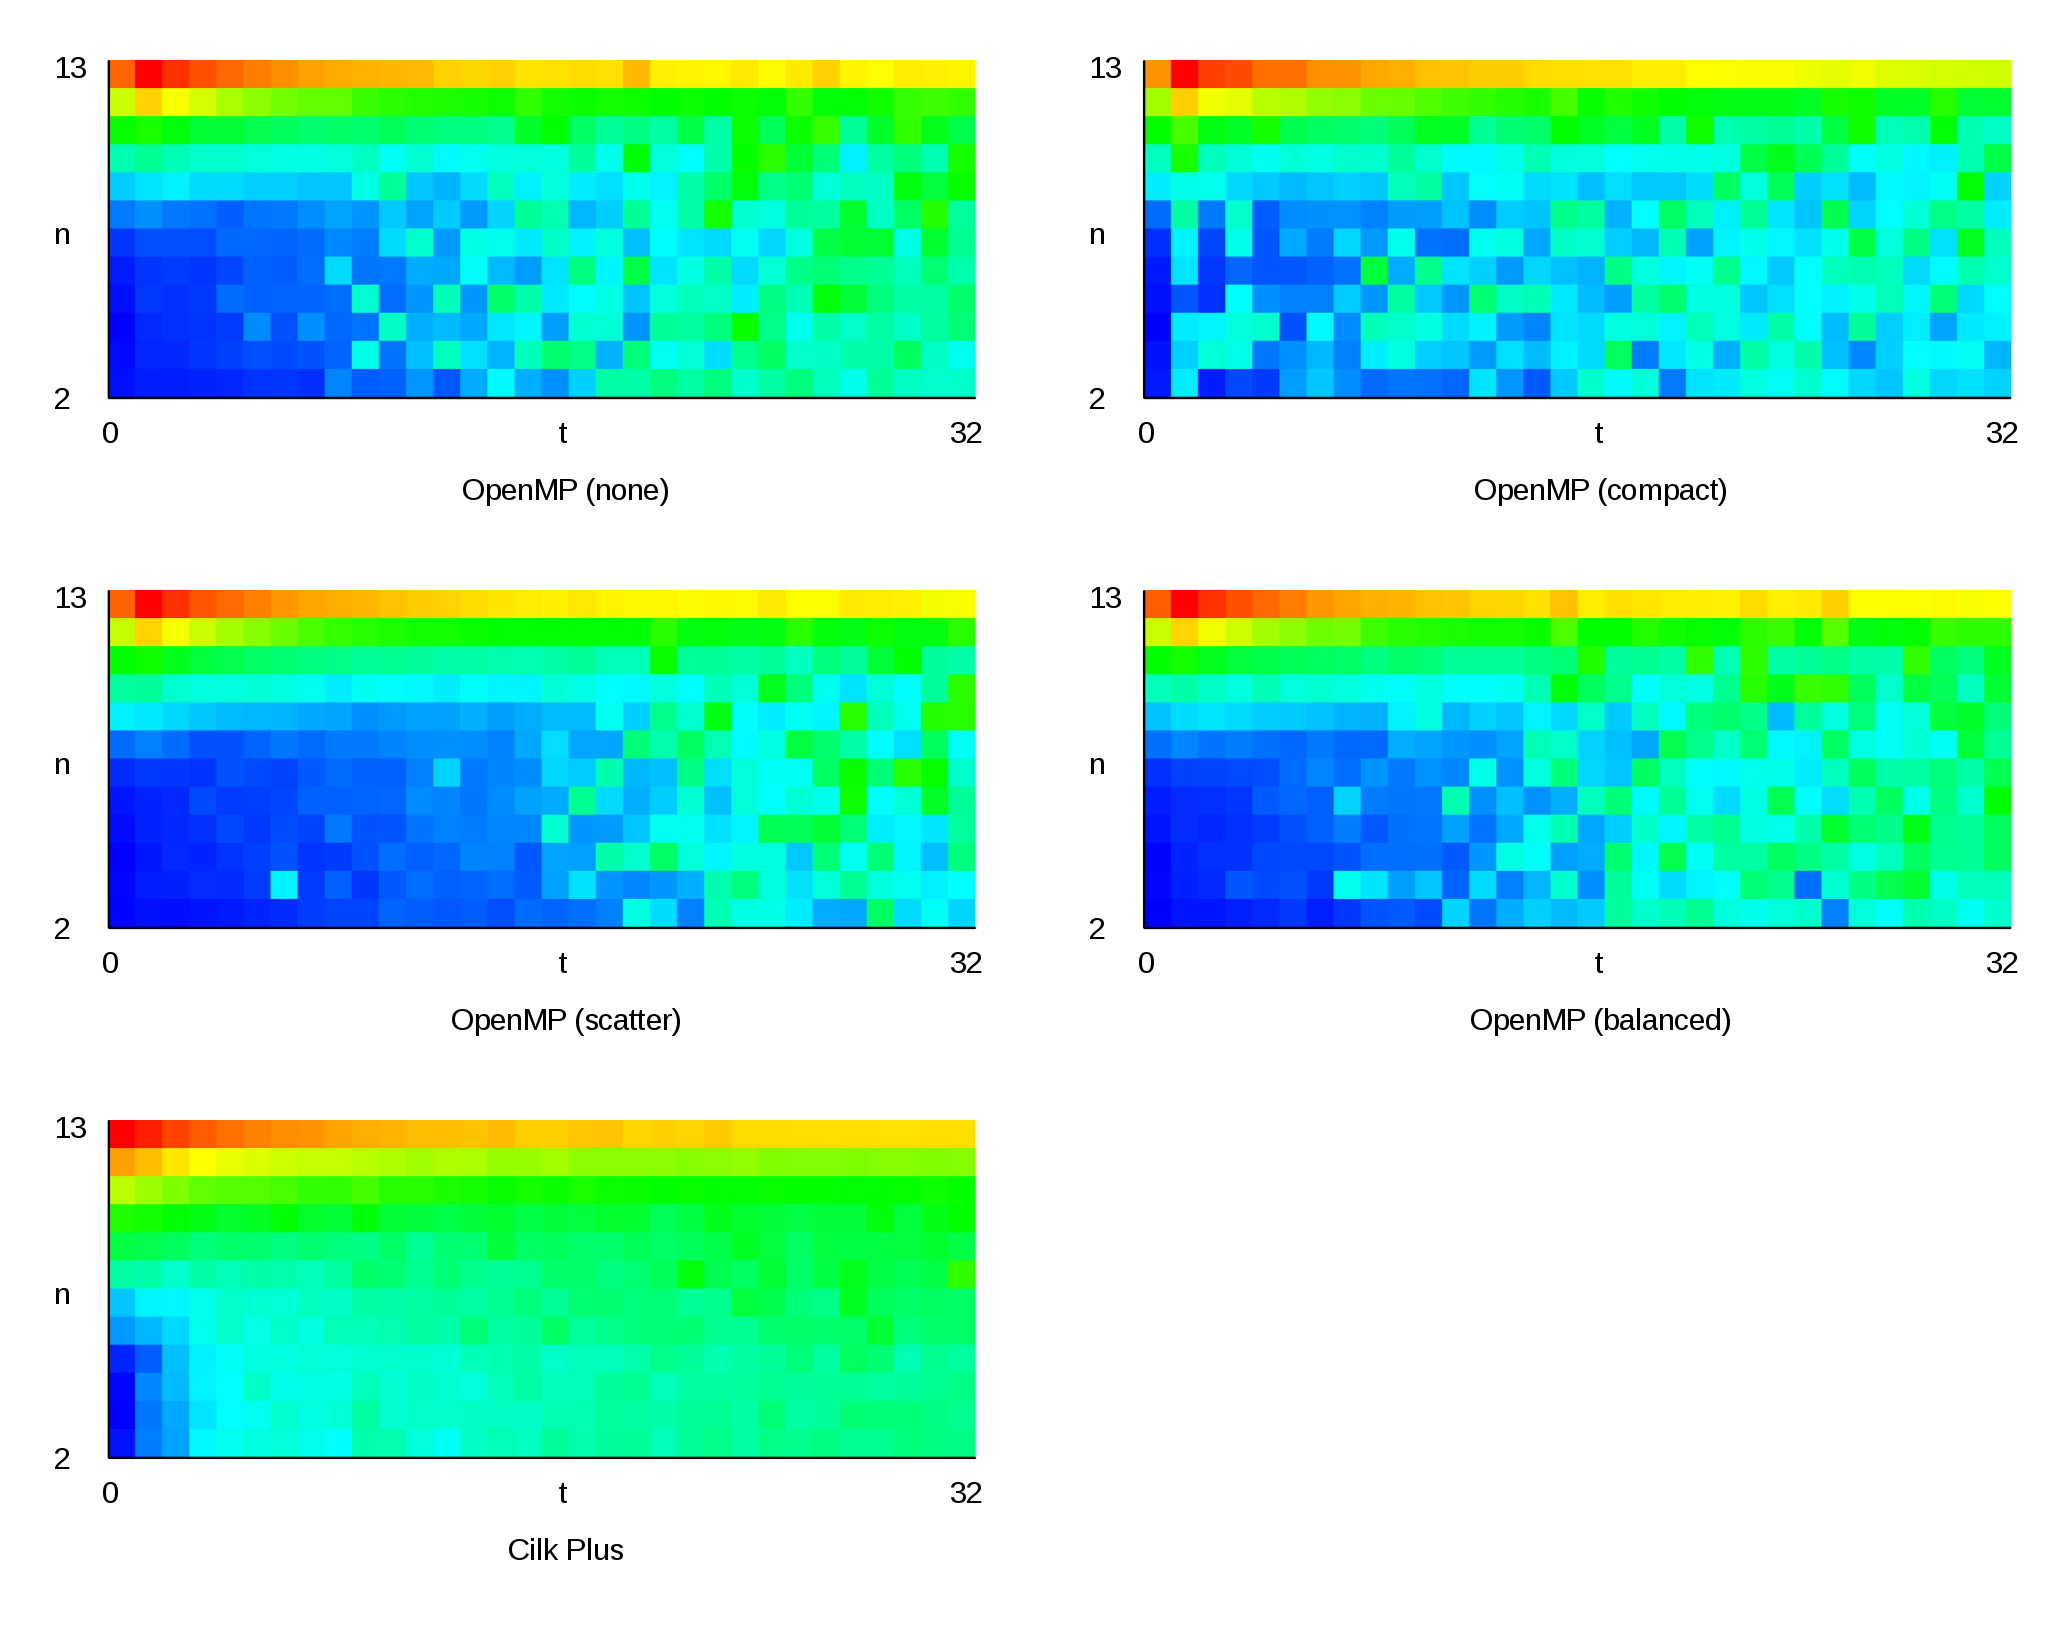 13
n
2
0 t 32
OpenMP (none)
13
n
2
0 t 32
OpenMP (compact)
13
n
2
0 t 32
OpenMP (scatter)
13
n
2
0 t 32
OpenMP (balanced)
13
n
2
0 t 32
Cilk Plus